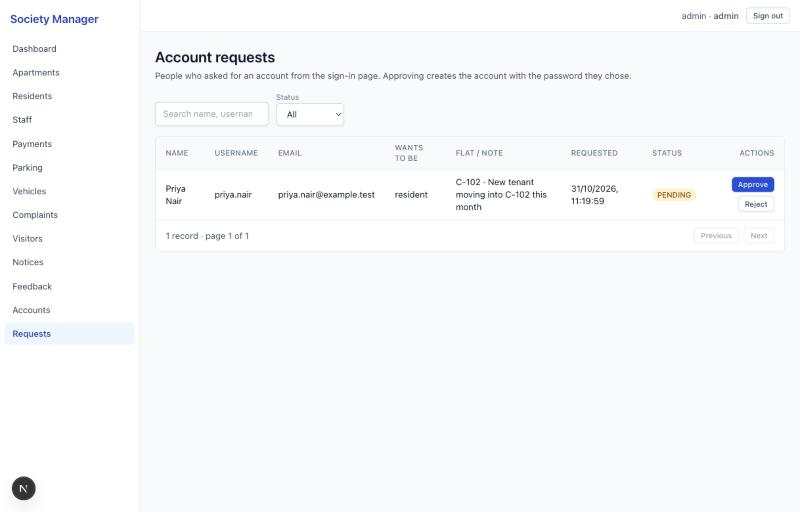 Society Manager
admin · admin
Sign out
Dashboard
Apartments
Residents
Staff
Payments
Parking
Vehicles
Complaints
Visitors
Notices
Feedback
Accounts
Requests
Account requests
People who asked for an account from the sign-in page. Approving creates the account with the password they chose.
Status
Search name, usernan
All
NAME
USERNAME
EMAIL
WANTS
TO BE
FLAT / NOTE
REQUESTED
STATUS
ACTIONS
Priya
Nair
priya.nair
priya.nair@example.test
resident
C-102 · New tenant
moving into C-102 this
month
31/10/2026,
11:19:59
PENDING
Approve
Reject
1 record · page 1 of 1
Previous
Next
N